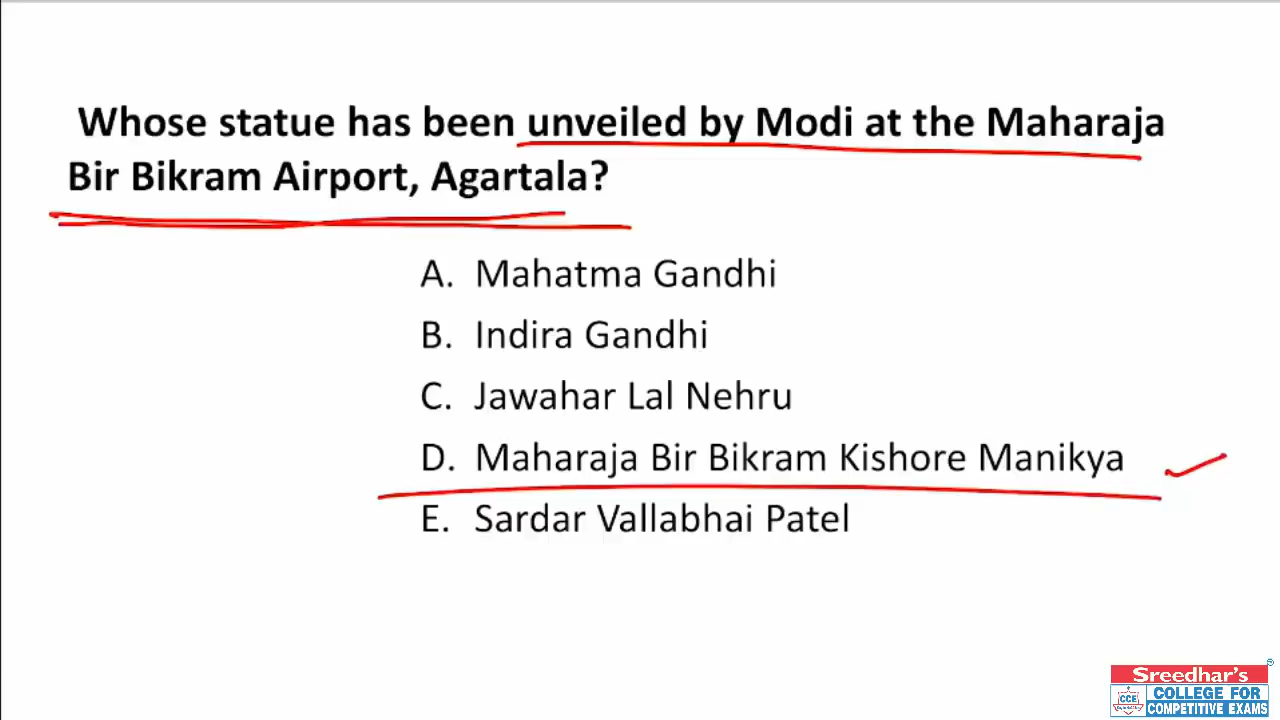 Whose statue has been unveiled by Modi at the Maharaja
Bir Bikram Airport, Agartala?
A. Mahatma Gandhi
B. Indira Gandhi
C. Jawahar Lal Nehru
D. Maharaja Bir Bikram Kishore Manikya
E. Sardar Vallabhai Patel
Sreedhar's
CCE
COLLEGE FOR
COMPETITIVE EXAMS